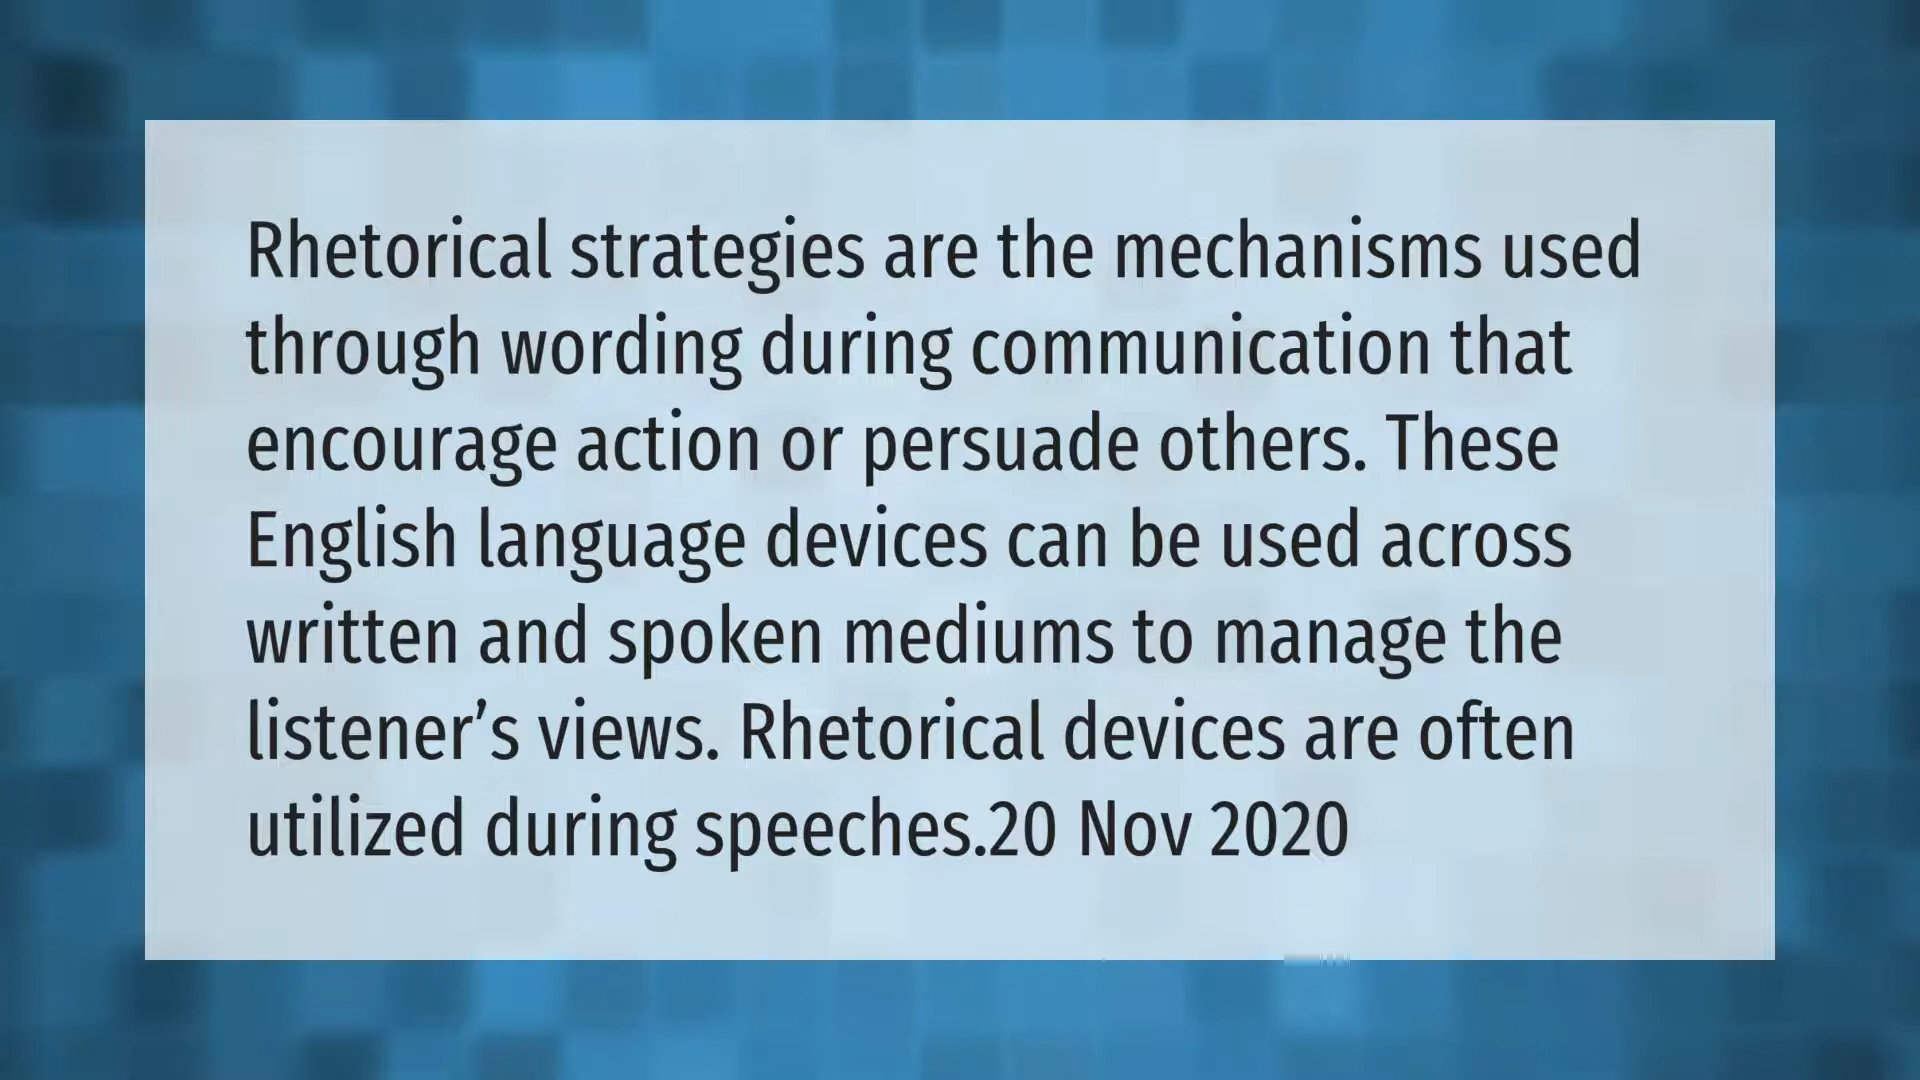 Rhetorical strategies are the mechanisms used
through wording during communication that
encourage action or persuade others. These
English language devices can be used across
written and spoken mediums to manage the
listener’s views. Rhetorical devices are often
utilized during speeches.20 Nov 2020